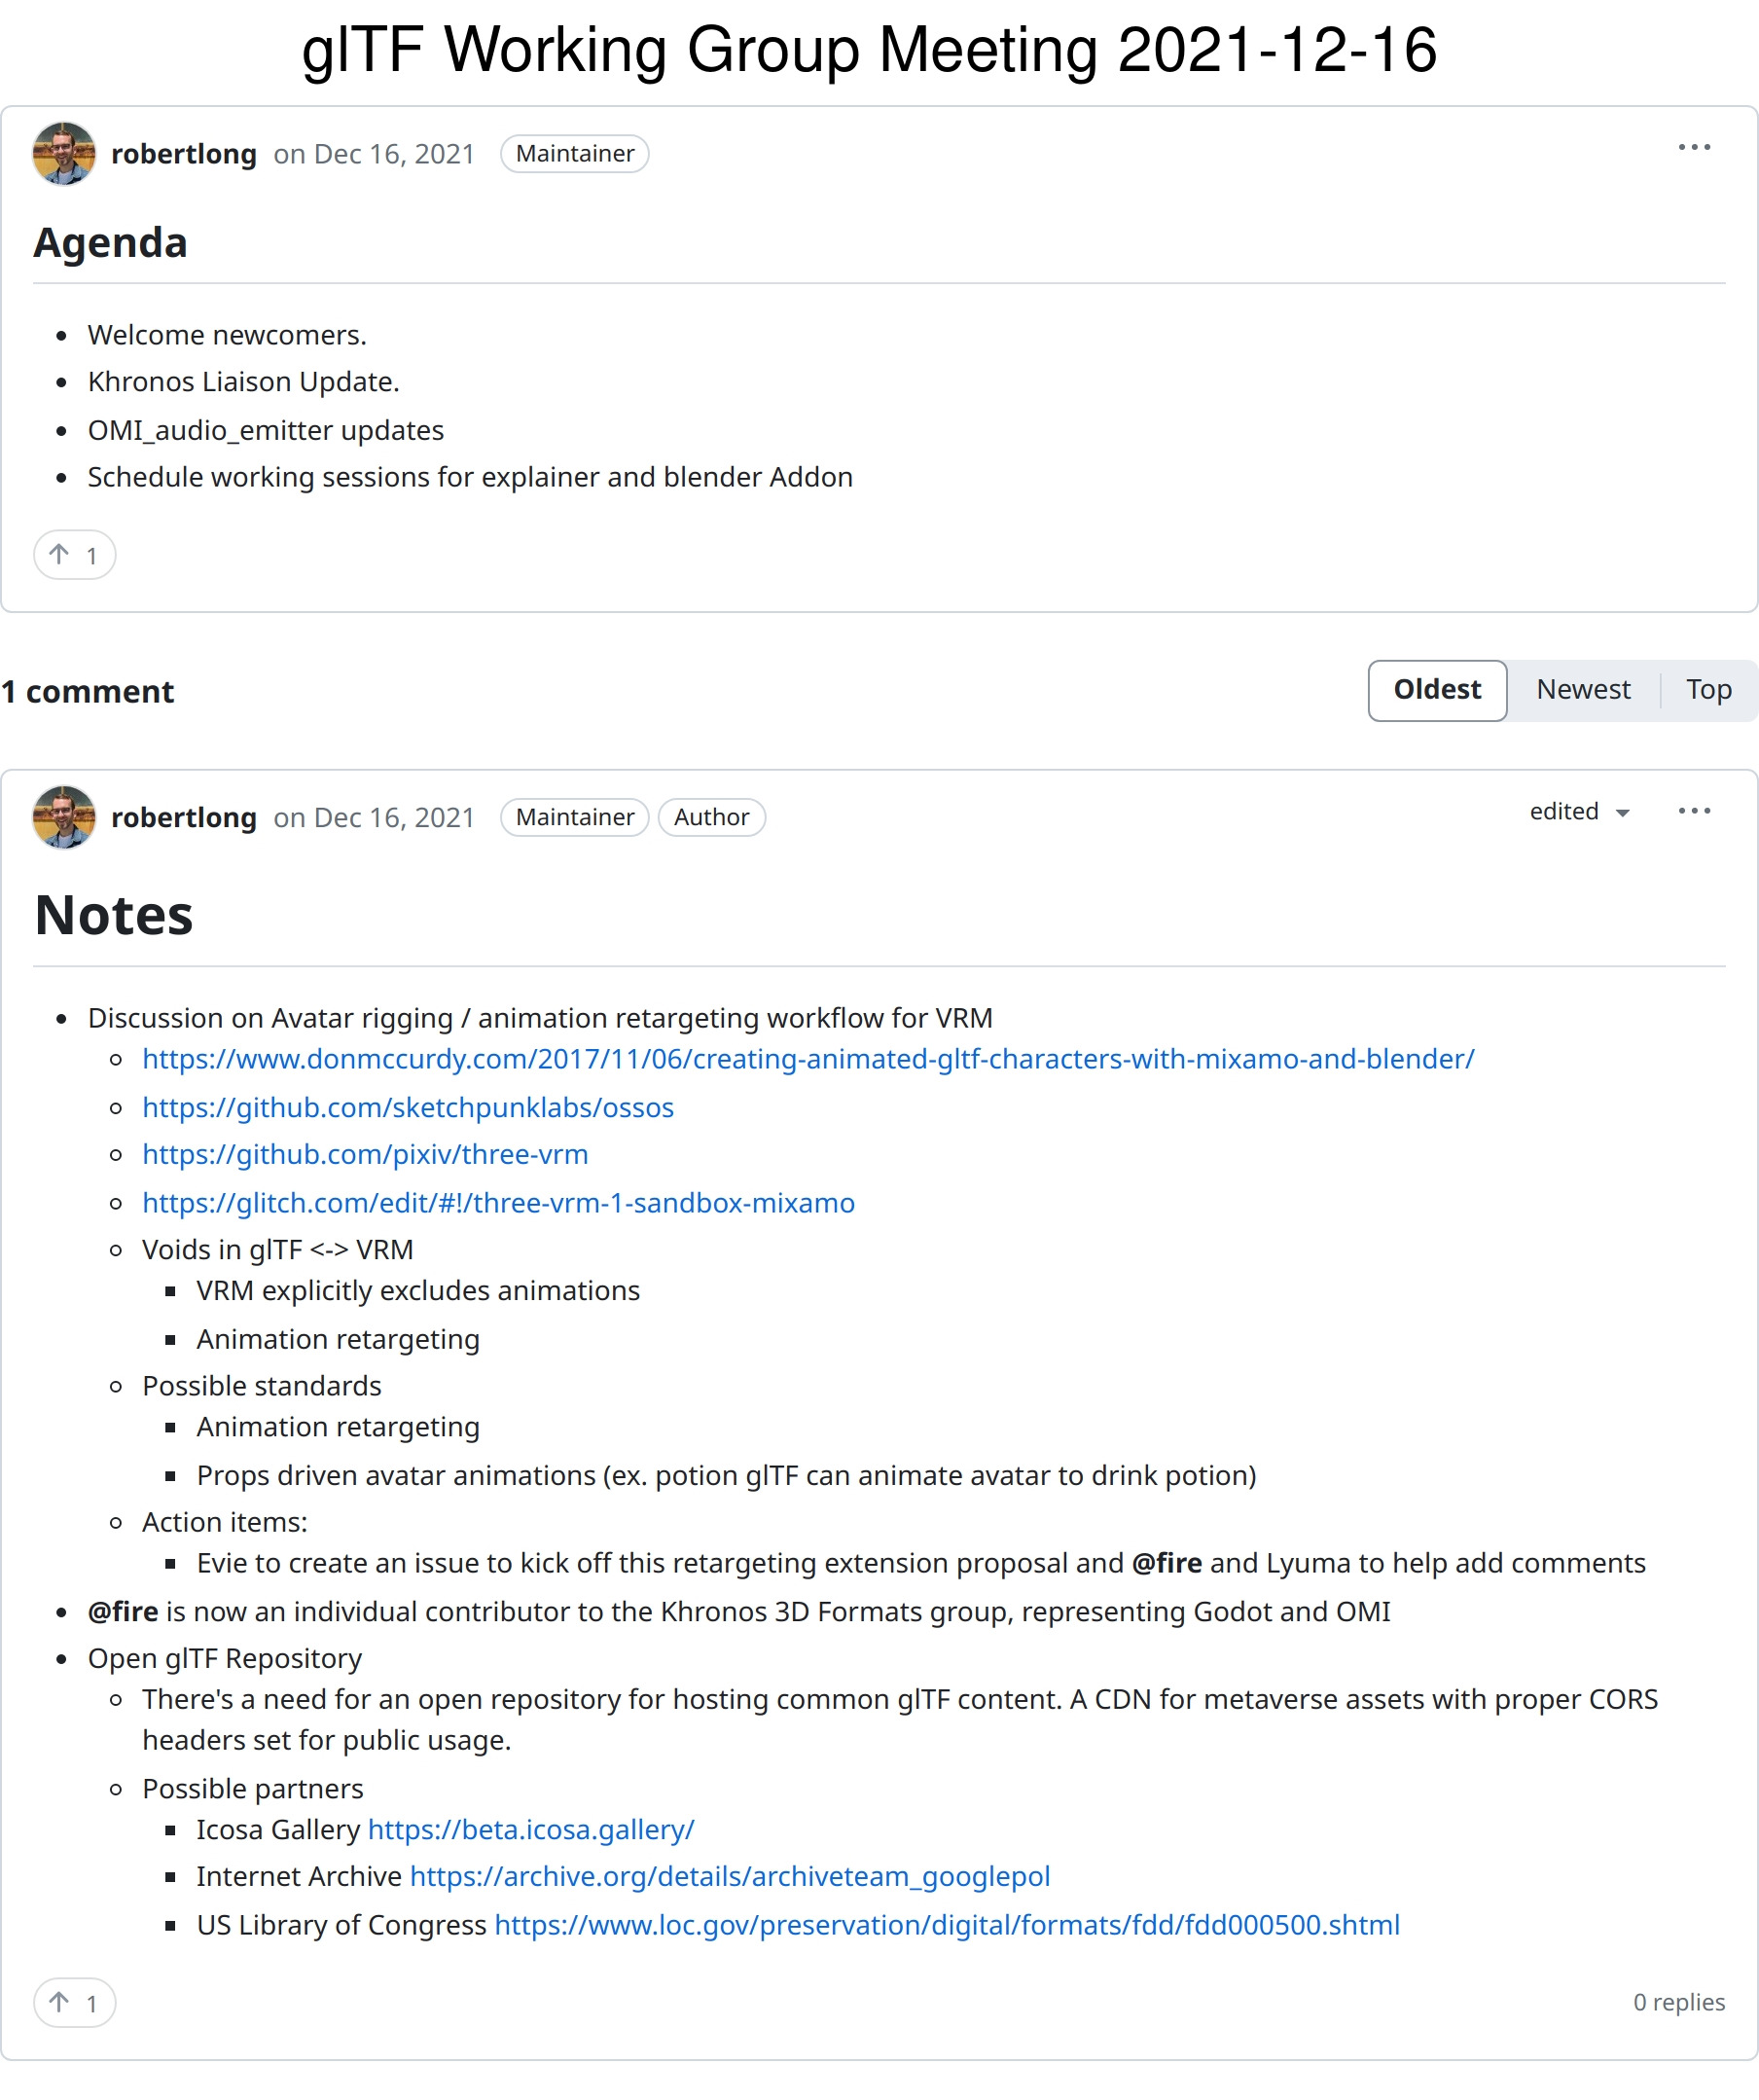 glTF Working Group Meeting 2021-12-16
robertlong on Dec 16, 2021 Maintainer
Agenda
Welcome newcomers.
Khronos Liaison Update.
OMI_audio_emitter updates
Schedule working sessions for explainer and blender Addon
1
1 comment
Oldest Newest Top
robertlong on Dec 16, 2021 Maintainer Author edited
Notes
Discussion on Avatar rigging / animation retargeting workflow for VRM
https://www.donmccurdy.com/2017/11/06/creating-animated-gltf-characters-with-mixamo-and-blender/
https://github.com/sketchpunklabs/ossos
https://github.com/pixiv/three-vrm
https://glitch.com/edit/#!/three-vrm-1-sandbox-mixamo
Voids in glTF <-> VRM
VRM explicitly excludes animations
Animation retargeting
Possible standards
Animation retargeting
Props driven avatar animations (ex. potion glTF can animate avatar to drink potion)
Action items:
Evie to create an issue to kick off this retargeting extension proposal and @fire and Lyuma to help add comments
@fire is now an individual contributor to the Khronos 3D Formats group, representing Godot and OMI
Open glTF Repository
There's a need for an open repository for hosting common glTF content. A CDN for metaverse assets with proper CORS
headers set for public usage.
Possible partners
Icosa Gallery https://beta.icosa.gallery/
Internet Archive https://archive.org/details/archiveteam_googlepol
US Library of Congress https://www.loc.gov/preservation/digital/formats/fdd/fdd000500.shtml
1 0 replies